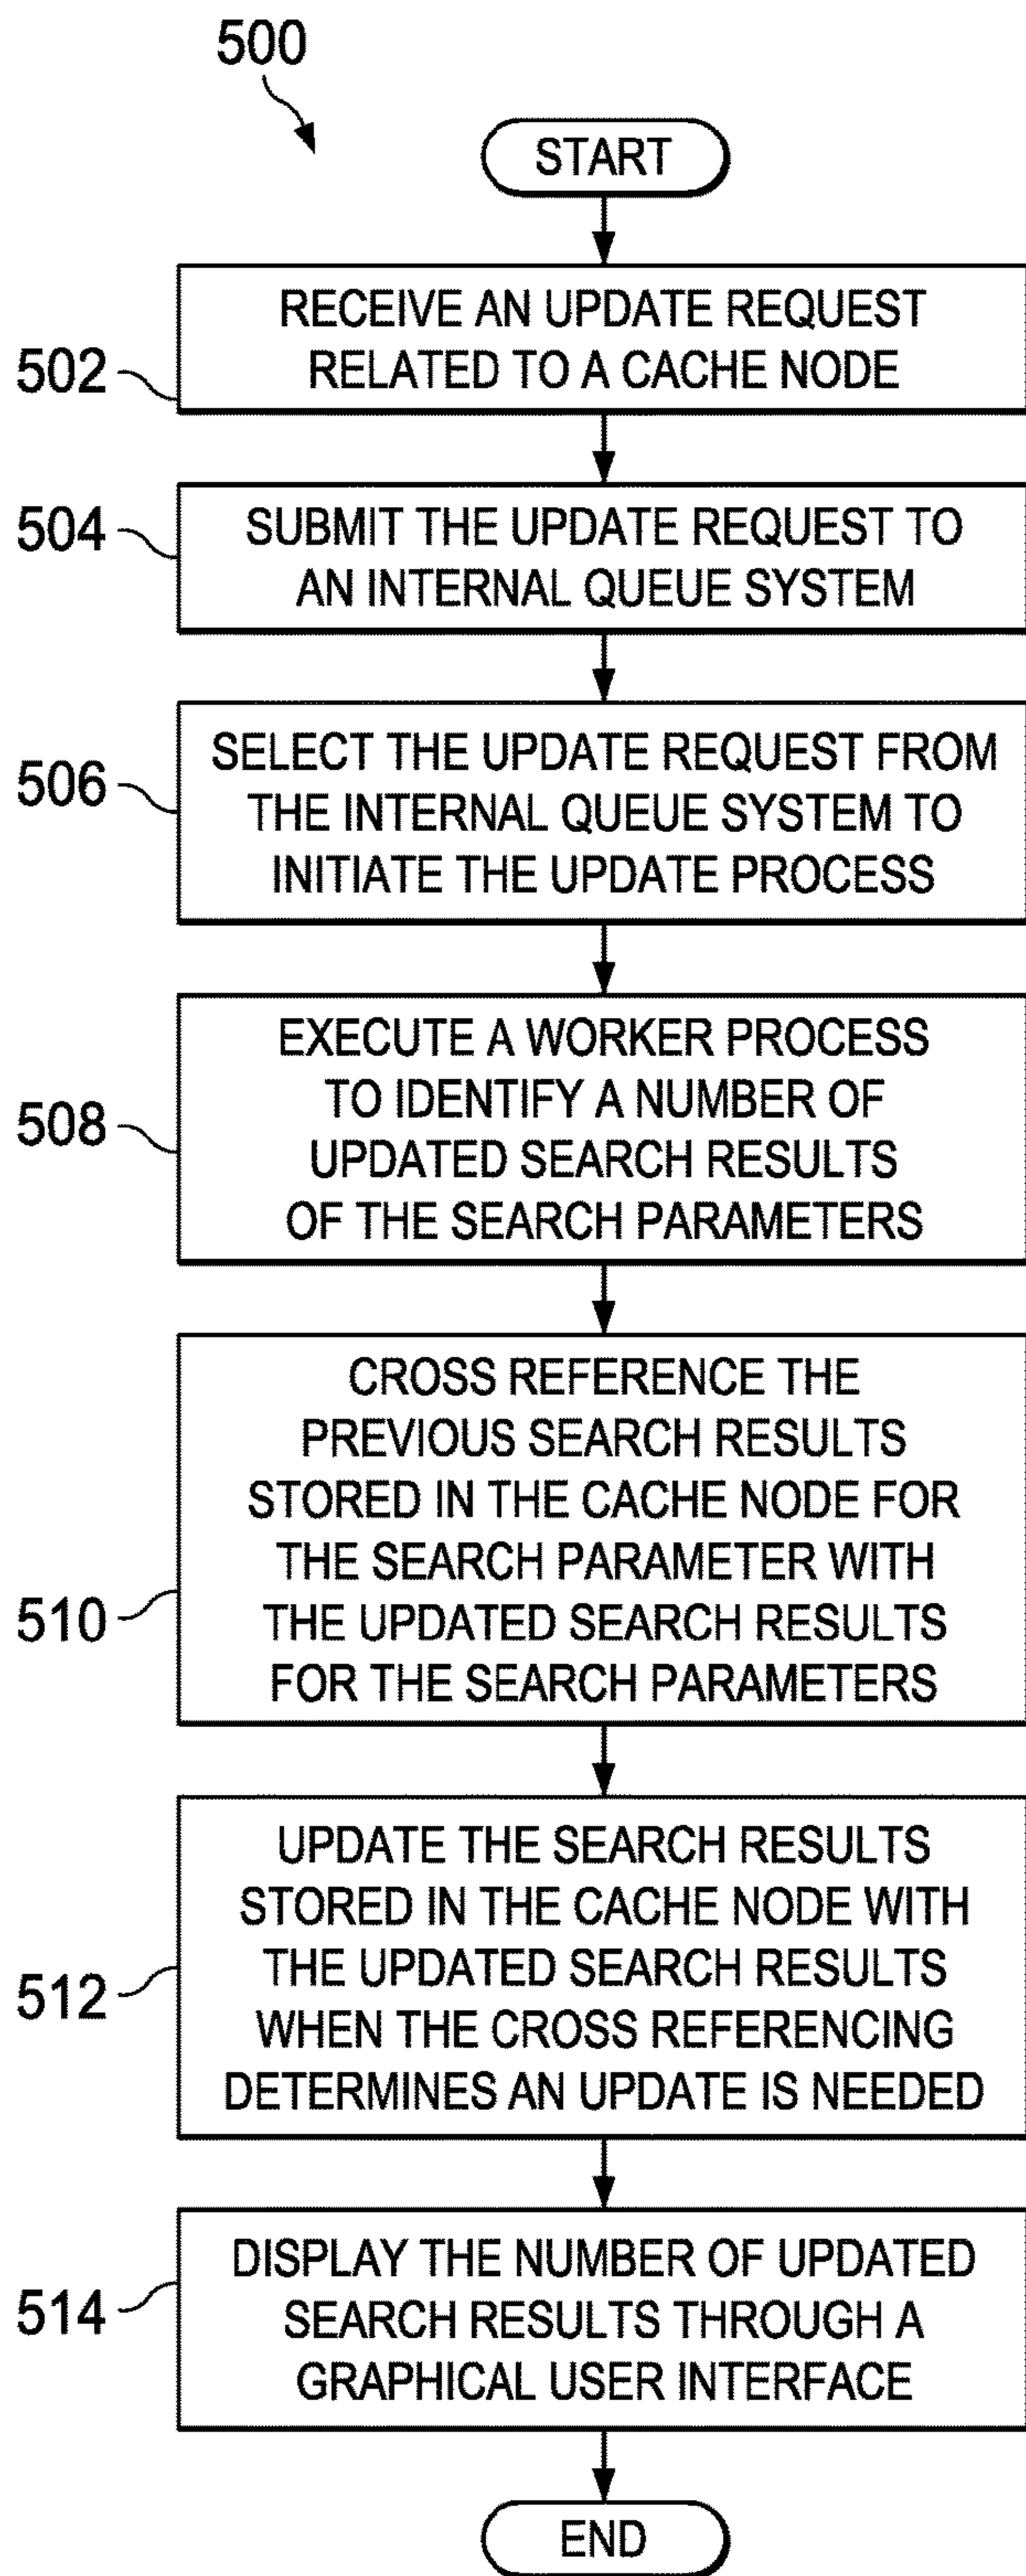 500
START
RECEIVE AN UPDATE REQUEST
RELATED TO A CACHE NODE
502
SUBMIT THE UPDATE REQUEST TO
AN INTERNAL QUEUE SYSTEM
504
SELECT THE UPDATE REQUEST FROM
THE INTERNAL QUEUE SYSTEM TO
INITIATE THE UPDATE PROCESS
506
EXECUTE A WORKER PROCESS
TO IDENTIFY A NUMBER OF
UPDATED SEARCH RESULTS
OF THE SEARCH PARAMETERS
508
CROSS REFERENCE THE
PREVIOUS SEARCH RESULTS
STORED IN THE CACHE NODE FOR
THE SEARCH PARAMETER WITH
THE UPDATED SEARCH RESULTS
FOR THE SEARCH PARAMETERS
510
UPDATE THE SEARCH RESULTS
STORED IN THE CACHE NODE WITH
THE UPDATED SEARCH RESULTS
WHEN THE CROSS REFERENCING
DETERMINES AN UPDATE IS NEEDED
512
DISPLAY THE NUMBER OF UPDATED
SEARCH RESULTS THROUGH A
GRAPHICAL USER INTERFACE
514
END